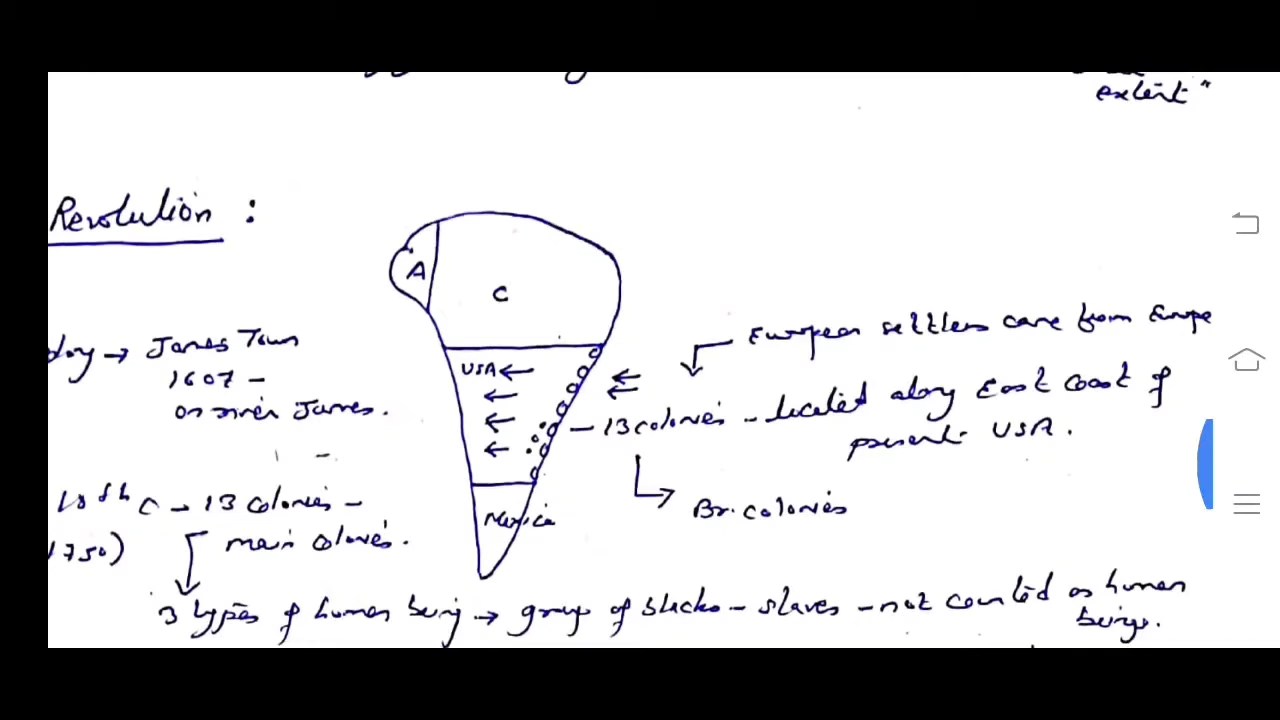 extent"
Revolution :
A
C
European settlers came from Europe
→ James Town
1607 -
on river James.
USA
- 13 colonies - located along East coast of
present USA.
Br. colonies
18th C → 13 colonies -
1750)
main colonies.
Mexico
3 types of human being → group of blacks - slaves - not counted as human
beings.